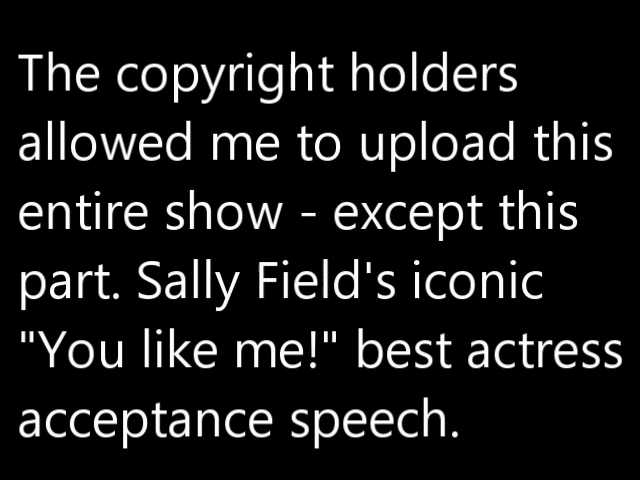 The copyright holders
allowed me to upload this
entire show - except this
part. Sally Field's iconic
"You like me!" best actress
acceptance speech.